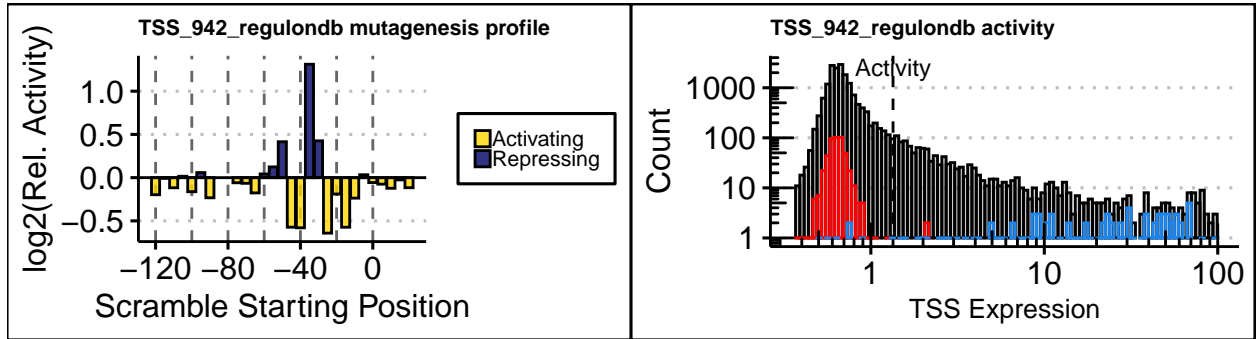 TSS_942_regulondb mutagenesis profile
log2(Rel. Activity)
1.0
0.5
0.0
−0.5
−120
−80
−40
0
Scramble Starting Position
Activating
Repressing
TSS_942_regulondb activity
Activity
Count
1000
100
10
1
1
10
100
TSS Expression